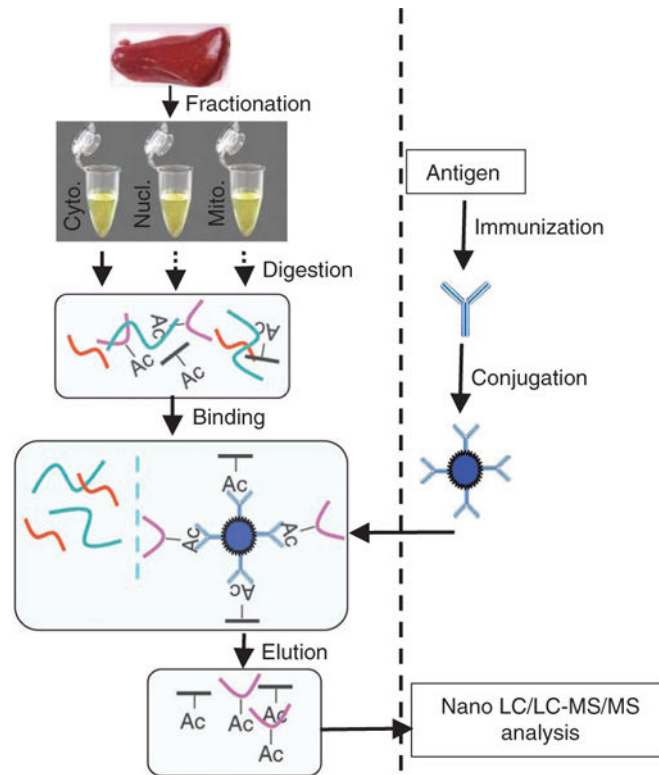 Fractionation
Cyto.
Nucl.
Mito.
Digestion
Ac
Ac
Ac
Ac
Binding
Ac
Ac
Ac
Ac
Elution
Ac
Ac
Ac
Ac
Antigen
Immunization
Conjugation
Nano LC/LC-MS/MS
analysis